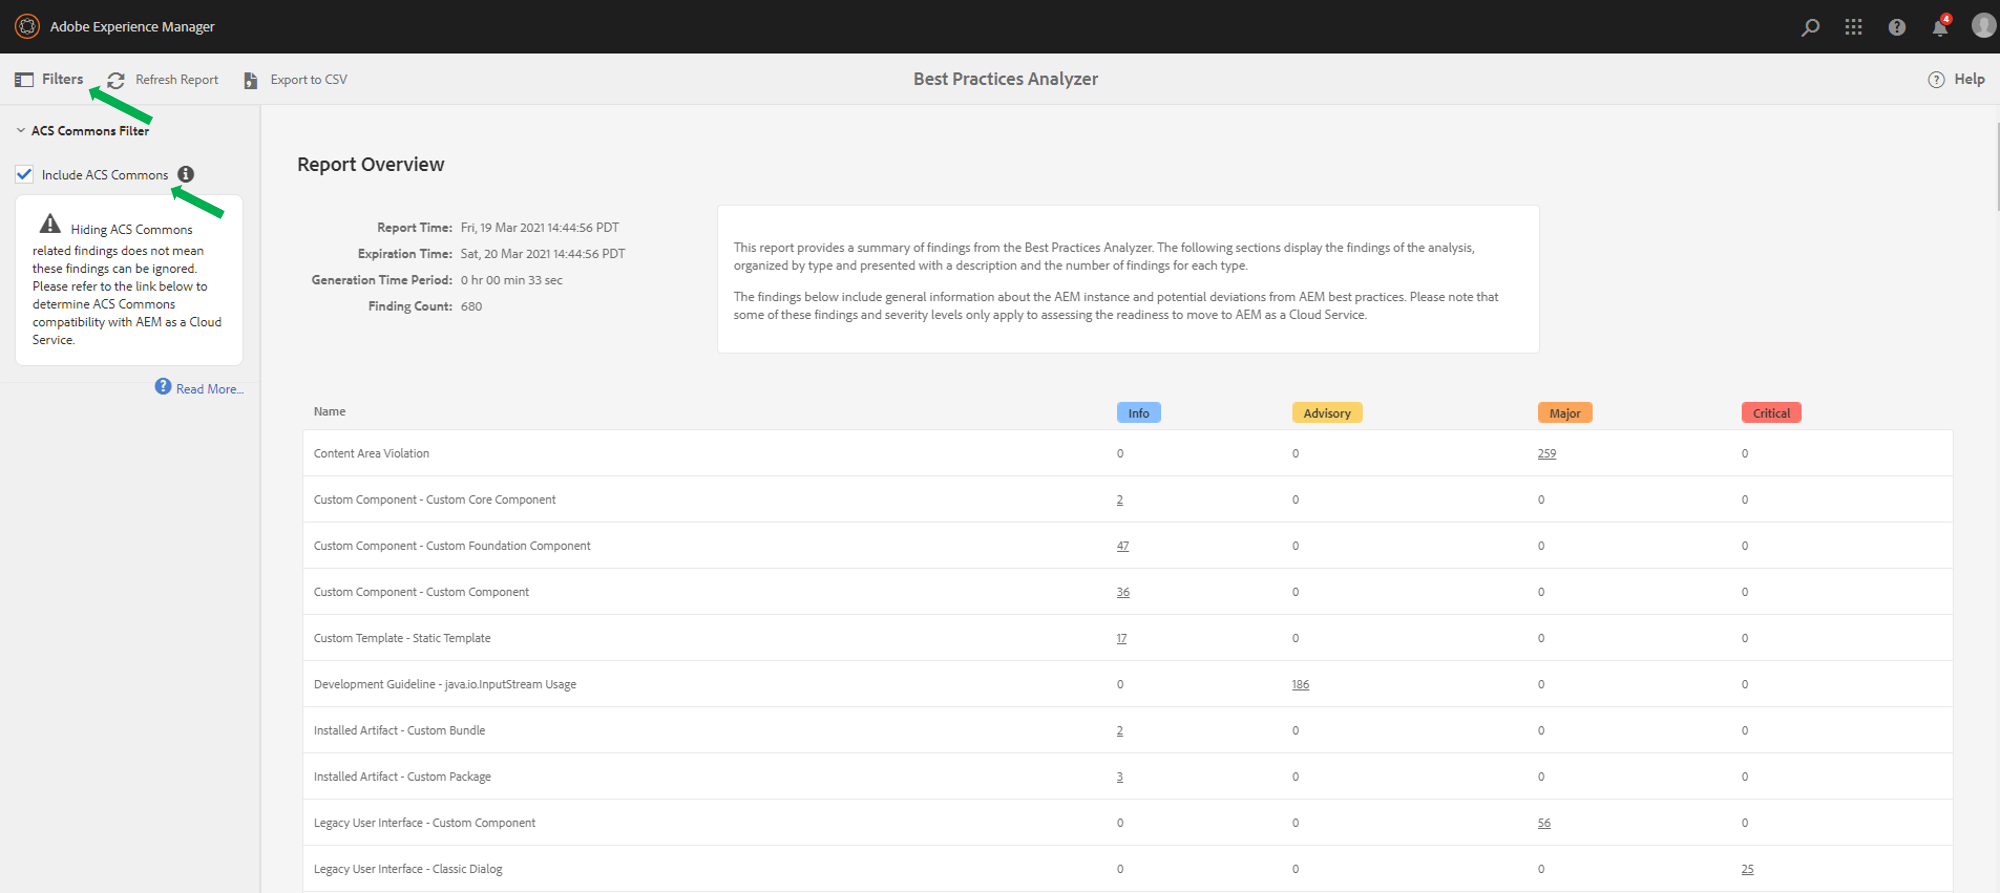 Adobe Experience Manager
4
Filters
Refresh Report
Export to CSV
Best Practices Analyzer
Help
ACS Commons Filter
Include ACS Commons
Hiding ACS Commons
related findings does not mean
these findings can be ignored.
Please refer to the link below to
determine ACS Commons
compatibility with AEM as a Cloud
Service.
Read More...
Report Overview
Report Time: Fri, 19 Mar 2021 14:44:56 PDT
Expiration Time: Sat, 20 Mar 2021 14:44:56 PDT
Generation Time Period: 0 hr 00 min 33 sec
Finding Count: 680
This report provides a summary of findings from the Best Practices Analyzer. The following sections display the findings of the analysis,
organized by type and presented with a description and the number of findings for each type.
The findings below include general information about the AEM instance and potential deviations from AEM best practices. Please note that
some of these findings and severity levels only apply to assessing the readiness to move to AEM as a Cloud Service.
Name Info Advisory Major Critical
Content Area Violation 0 0 259 0
Custom Component - Custom Core Component 2 0 0 0
Custom Component - Custom Foundation Component 47 0 0 0
Custom Component - Custom Component 36 0 0 0
Custom Template - Static Template 17 0 0 0
Development Guideline - java.io.InputStream Usage 0 186 0 0
Installed Artifact - Custom Bundle 2 0 0 0
Installed Artifact - Custom Package 3 0 0 0
Legacy User Interface - Custom Component 0 0 56 0
Legacy User Interface - Classic Dialog 0 0 0 25